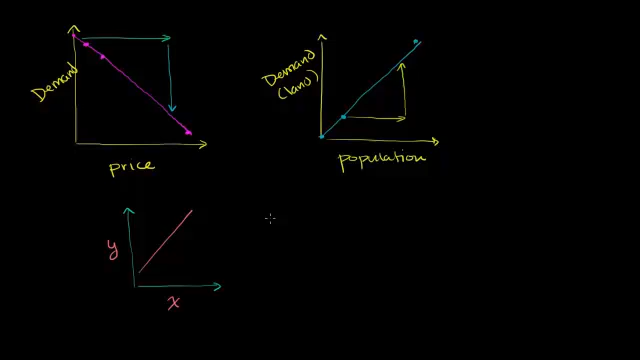 Demand
price
Demand
(land)
population
y
x